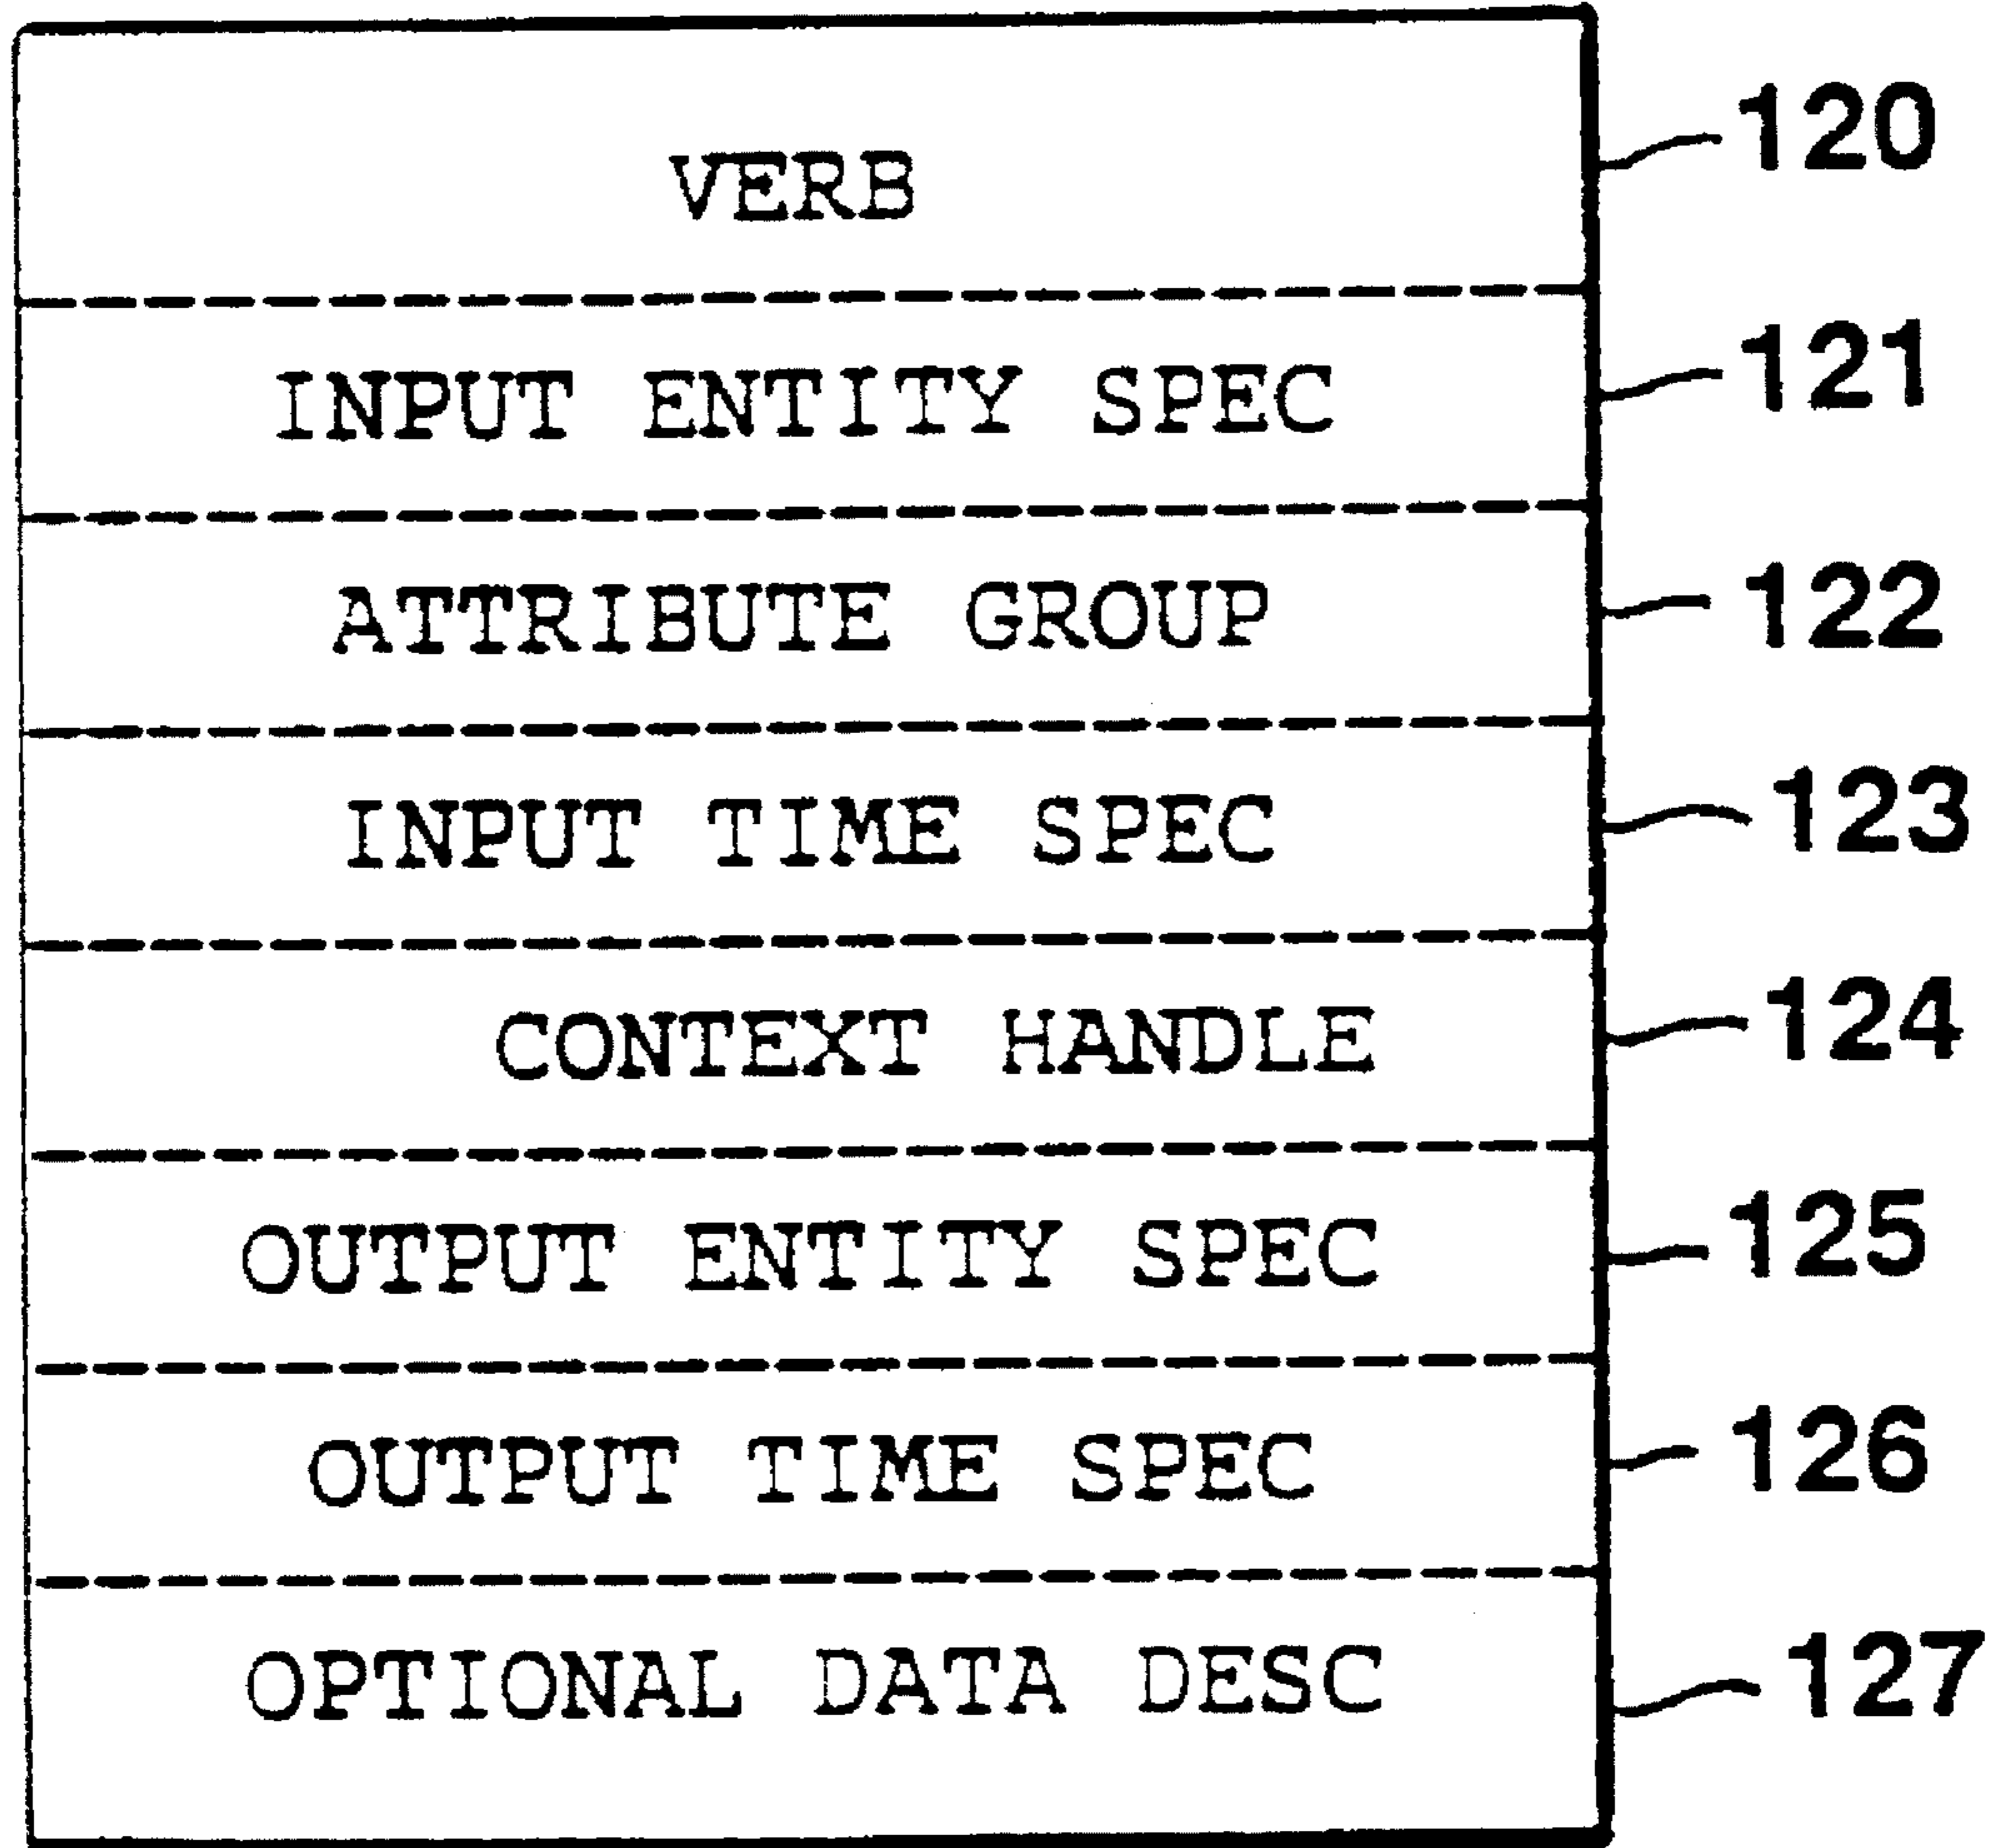 VERB 120
INPUT ENTITY SPEC 121
ATTRIBUTE GROUP 122
INPUT TIME SPEC 123
CONTEXT HANDLE 124
OUTPUT ENTITY SPEC 125
OUTPUT TIME SPEC 126
OPTIONAL DATA DESC 127